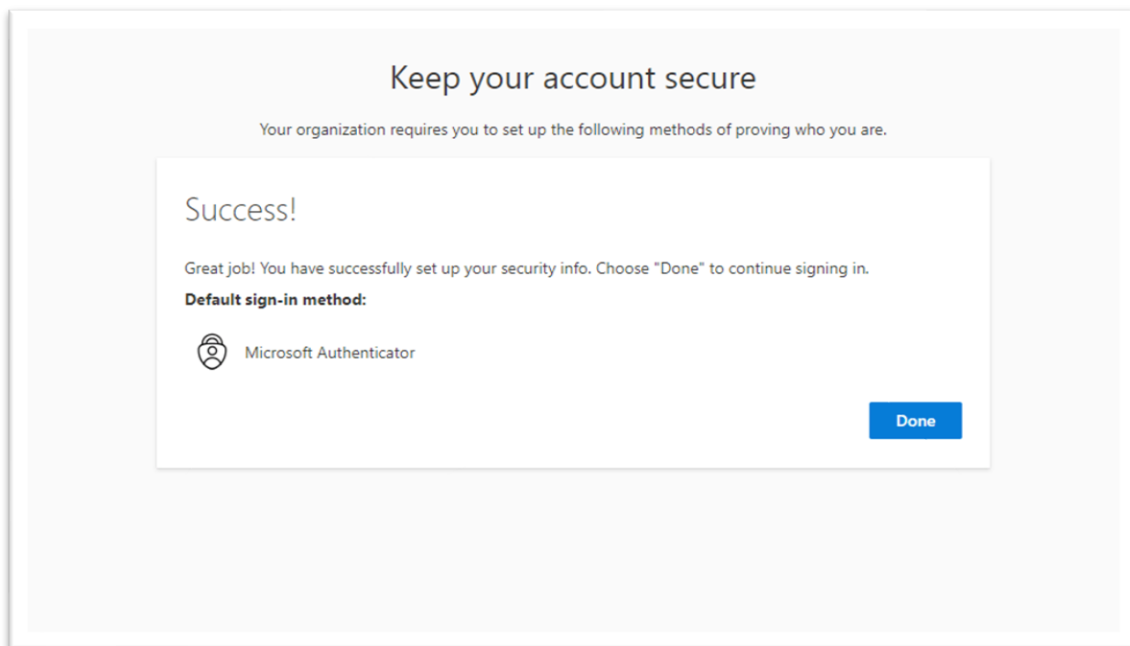 Keep your account secure
Your organization requires you to set up the following methods of proving who you are.
Success!
Great job! You have successfully set up your security info. Choose "Done" to continue signing in.
Default sign-in method:
Microsoft Authenticator
Done